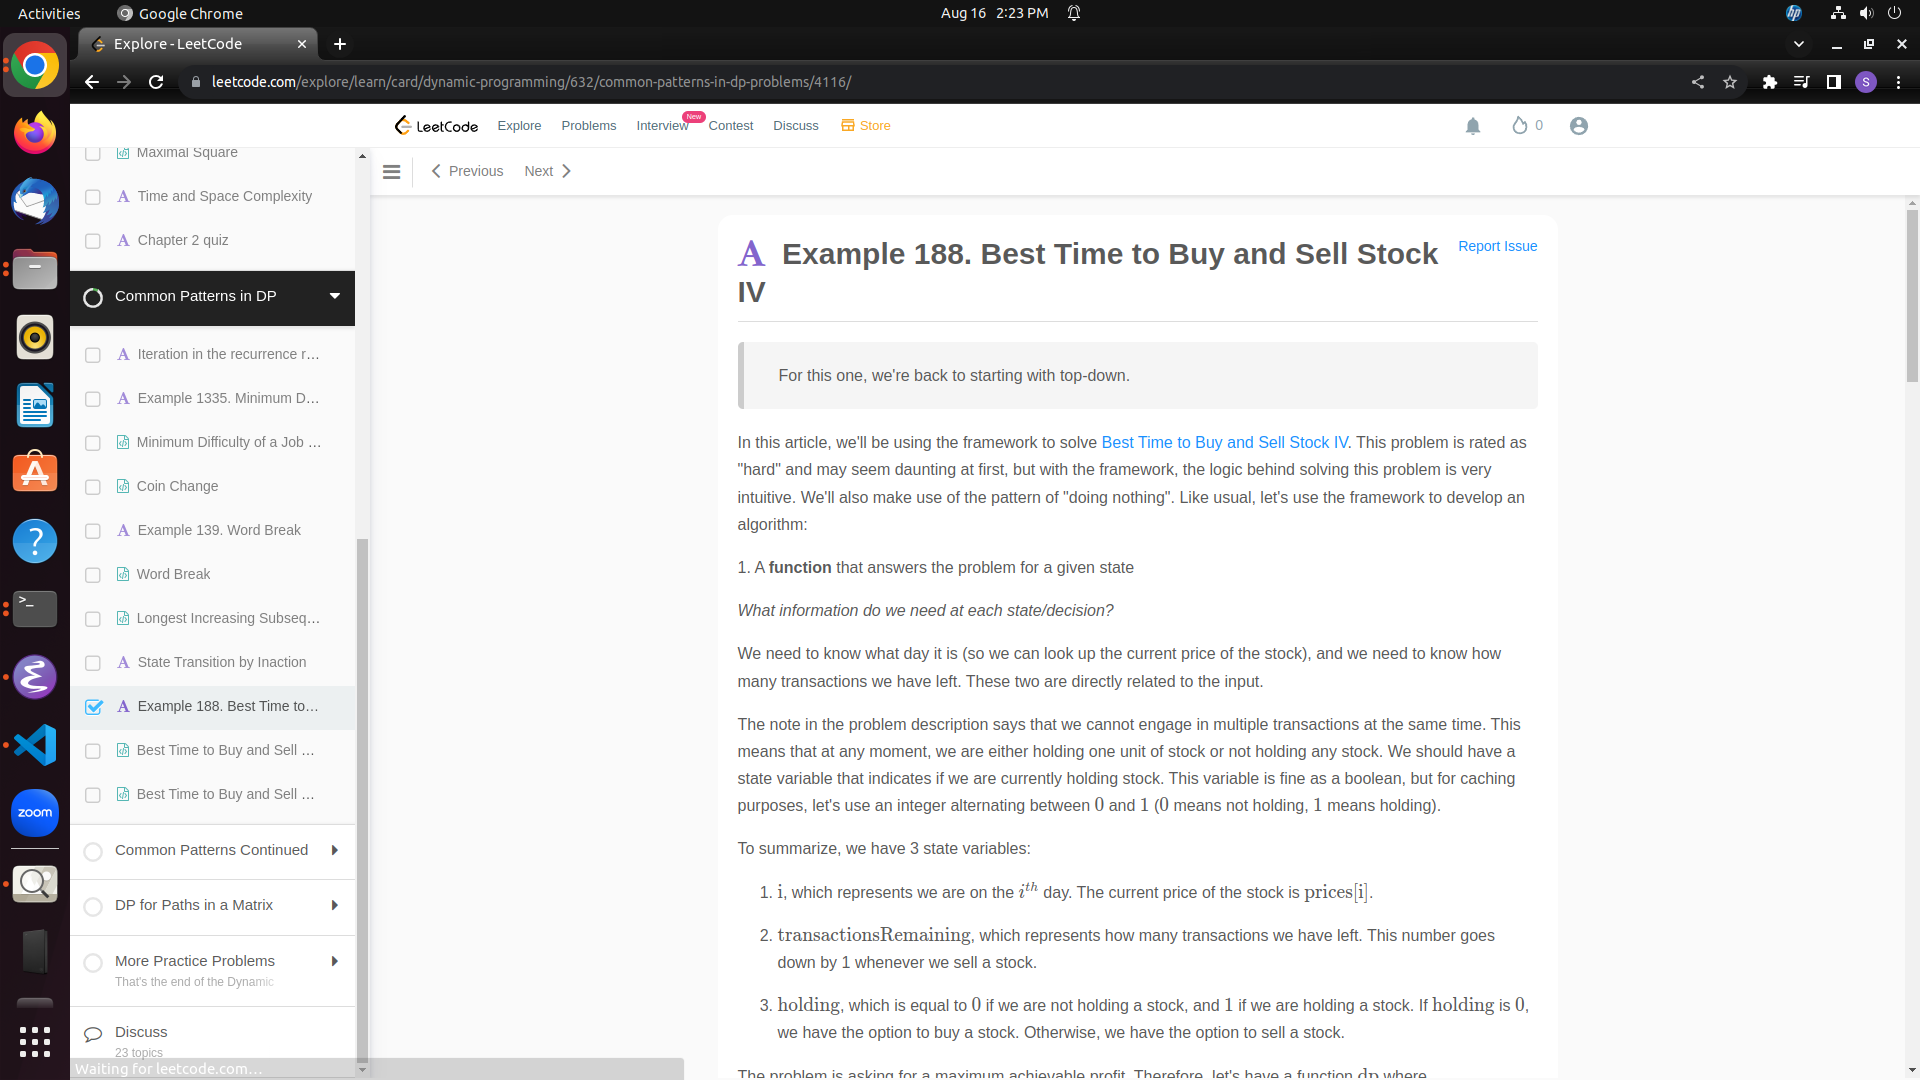 Activities
Google Chrome
Aug 16 2:23 PM
Explore - LeetCode
leetcode.com/explore/learn/card/dynamic-programming/632/common-patterns-in-dp-problems/4116/
S
LeetCode
Explore
Problems
Interview
New
Contest
Discuss
Store
0
Maximal Square
Time and Space Complexity
Chapter 2 quiz
Common Patterns in DP
Iteration in the recurrence r...
Example 1335. Minimum D...
Minimum Difficulty of a Job ...
Coin Change
Example 139. Word Break
Word Break
Longest Increasing Subseq...
State Transition by Inaction
Example 188. Best Time to...
Best Time to Buy and Sell ...
Best Time to Buy and Sell ...
Common Patterns Continued
DP for Paths in a Matrix
More Practice Problems
That's the end of the Dynamic
Discuss
23 topics
Waiting for leetcode.com...
Previous
Next
A Example 188. Best Time to Buy and Sell Stock
IV
Report Issue
For this one, we're back to starting with top-down.
In this article, we'll be using the framework to solve Best Time to Buy and Sell Stock IV. This problem is rated as
"hard" and may seem daunting at first, but with the framework, the logic behind solving this problem is very
intuitive. We'll also make use of the pattern of "doing nothing". Like usual, let's use the framework to develop an
algorithm:
1. A function that answers the problem for a given state
What information do we need at each state/decision?
We need to know what day it is (so we can look up the current price of the stock), and we need to know how
many transactions we have left. These two are directly related to the input.
The note in the problem description says that we cannot engage in multiple transactions at the same time. This
means that at any moment, we are either holding one unit of stock or not holding any stock. We should have a
state variable that indicates if we are currently holding stock. This variable is fine as a boolean, but for caching
purposes, let's use an integer alternating between 0 and 1 (0 means not holding, 1 means holding).
To summarize, we have 3 state variables:
1. i, which represents we are on the i^th day. The current price of the stock is prices[i].
2. transactionsRemaining, which represents how many transactions we have left. This number goes
down by 1 whenever we sell a stock.
3. holding, which is equal to 0 if we are not holding a stock, and 1 if we are holding a stock. If holding is 0,
we have the option to buy a stock. Otherwise, we have the option to sell a stock.
The problem is asking for a maximum achievable profit. Therefore, let's have a function dp where
hp
zoom